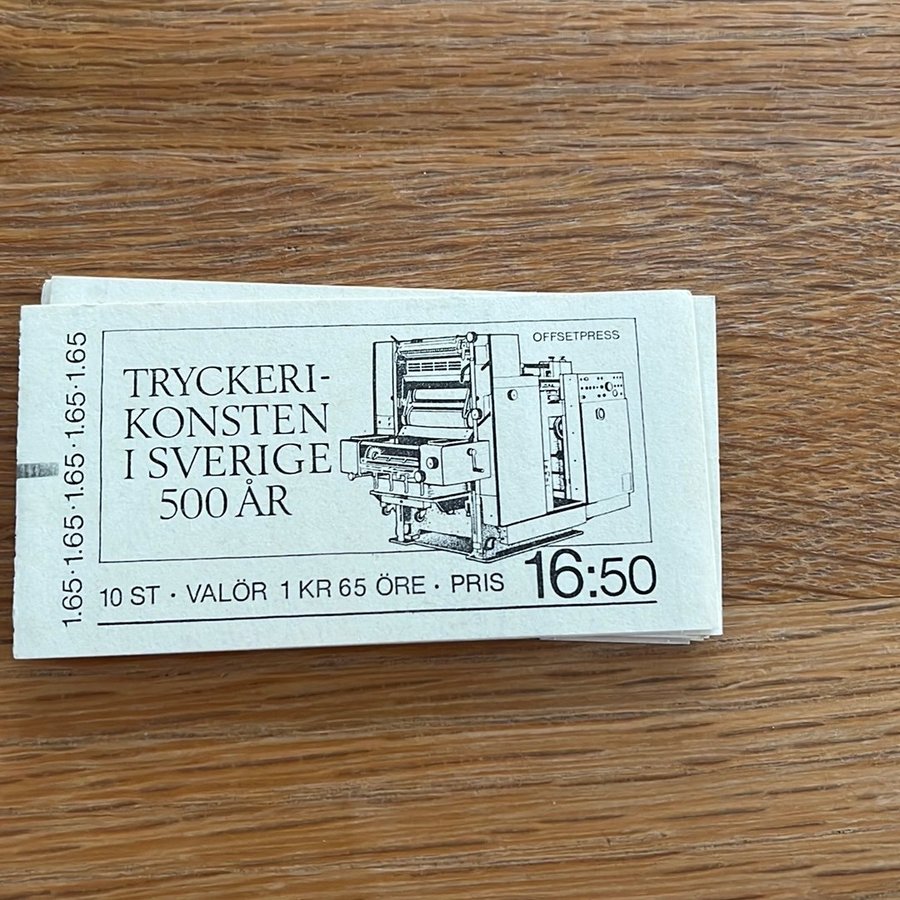 1.65·1.65·1.65·1.65·1.65
TRYCKERI-
KONSTEN
I SVERIGE
500 ÅR
OFFSETPRESS
10 ST · VALÖR 1 KR 65 ÖRE · PRIS 16:50